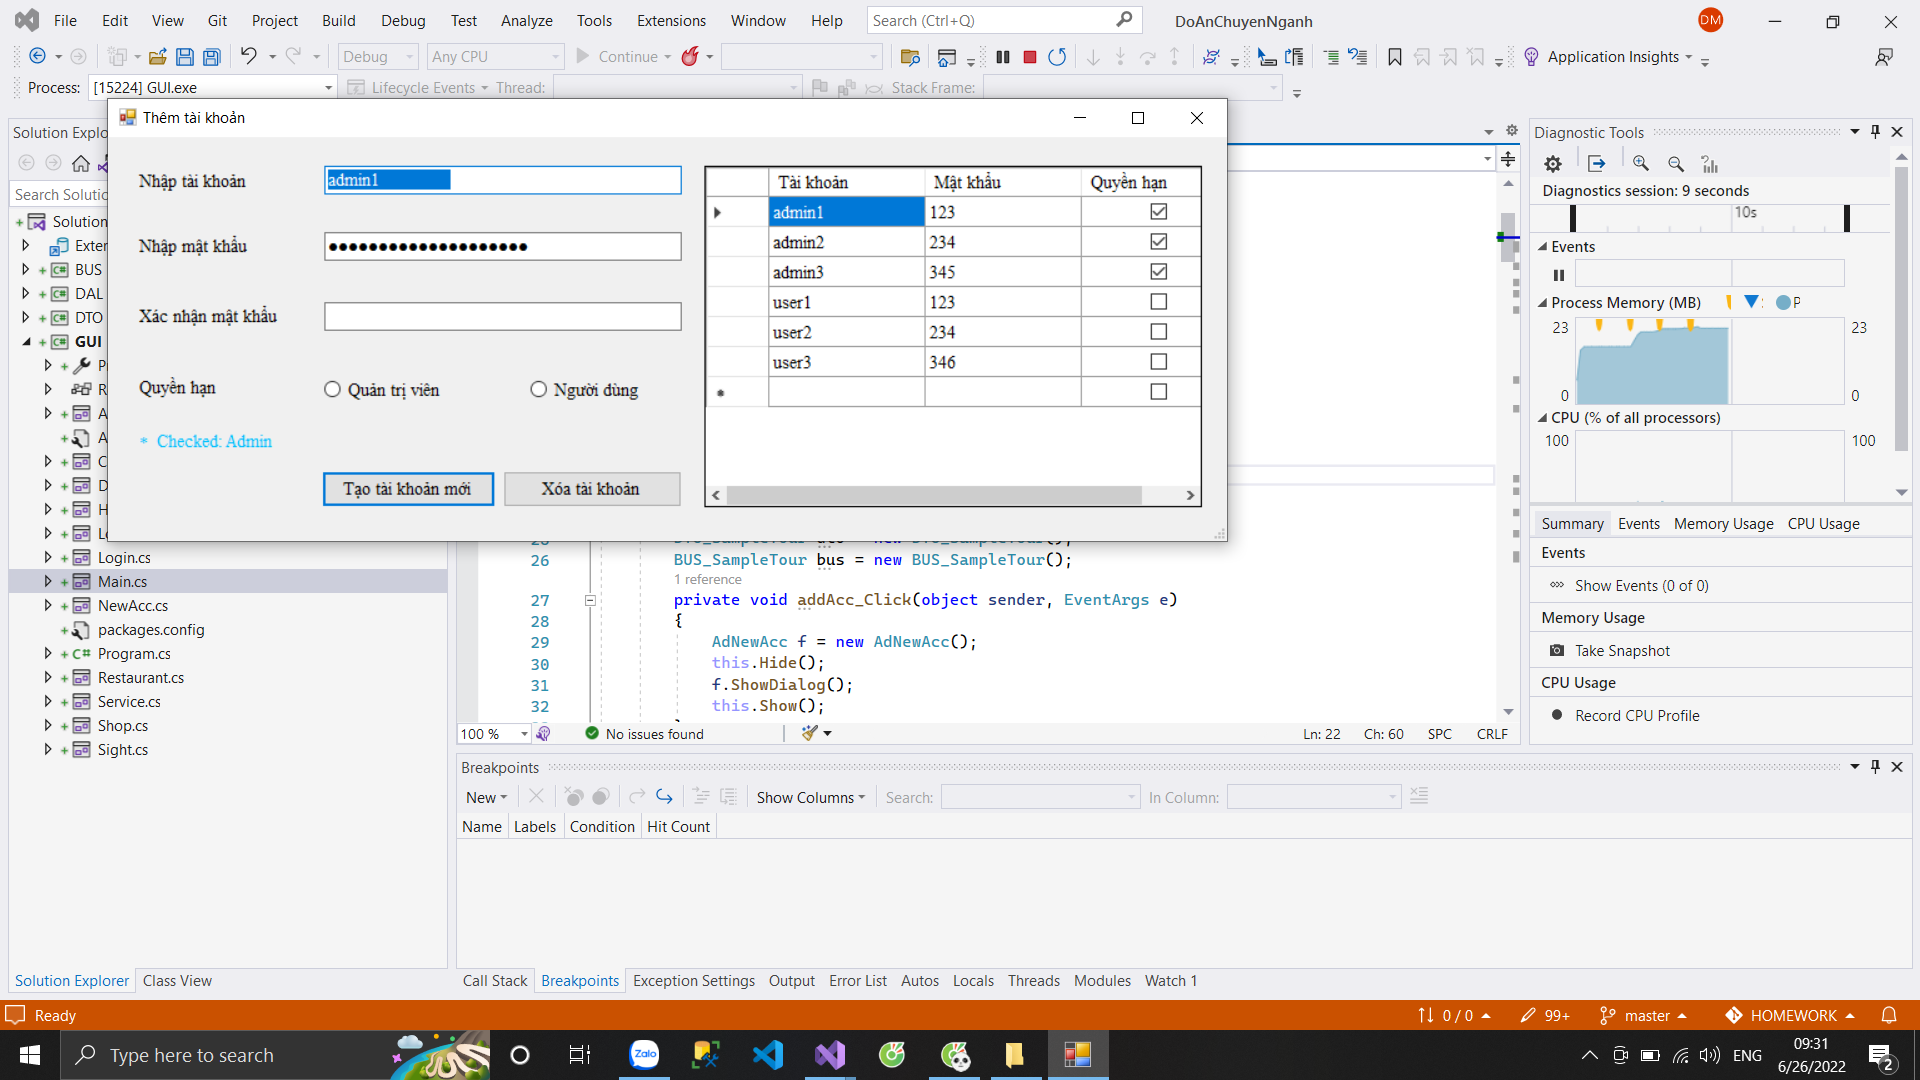 File Edit View Git Project Build Debug Test Analyze Tools Extensions Window Help Search (Ctrl+Q) DoAnChuyenNganh DM
Debug Any CPU Continue Application Insights
Process: [15224] GUI.exe Lifecycle Events Thread: Stack Frame:
Thêm tài khoản
Nhập tài khoản admin1
Nhập mật khẩu ●●●●●●●●●●●●●●●●●●●●
Xác nhận mật khẩu
Quyền hạn Quản trị viên Người dùng
* Checked: Admin
Tạo tài khoản mới Xóa tài khoản
Tài khoản Mật khẩu Quyền hạn
admin1 123
admin2 234
admin3 345
user1 123
user2 234
user3 346
*
Solution Explo
Search Solutio
Solution
Exter
BUS
DAL
DTO
GUI
P
R
A
A
C
D
H
L
Login.cs
Main.cs
NewAcc.cs
packages.config
Program.cs
Restaurant.cs
Service.cs
Shop.cs
Sight.cs
Solution Explorer Class View
26 BUS_SampleTour bus = new BUS_SampleTour();
1 reference
27 private void addAcc_Click(object sender, EventArgs e)
28 {
29 AdNewAcc f = new AdNewAcc();
30 this.Hide();
31 f.ShowDialog();
32 this.Show();
100 % No issues found Ln: 22 Ch: 60 SPC CRLF
Diagnostic Tools
Diagnostics session: 9 seconds
10s
Events
Process Memory (MB) P
23 23
0 0
CPU (% of all processors)
100 100
Summary Events Memory Usage CPU Usage
Events
Show Events (0 of 0)
Memory Usage
Take Snapshot
CPU Usage
Record CPU Profile
Breakpoints
New Show Columns Search: In Column:
Name Labels Condition Hit Count
Call Stack Breakpoints Exception Settings Output Error List Autos Locals Threads Modules Watch 1
Ready 0 / 0 99+ master HOMEWORK
Type here to search Zalo ENG 09:31
6/26/2022 2